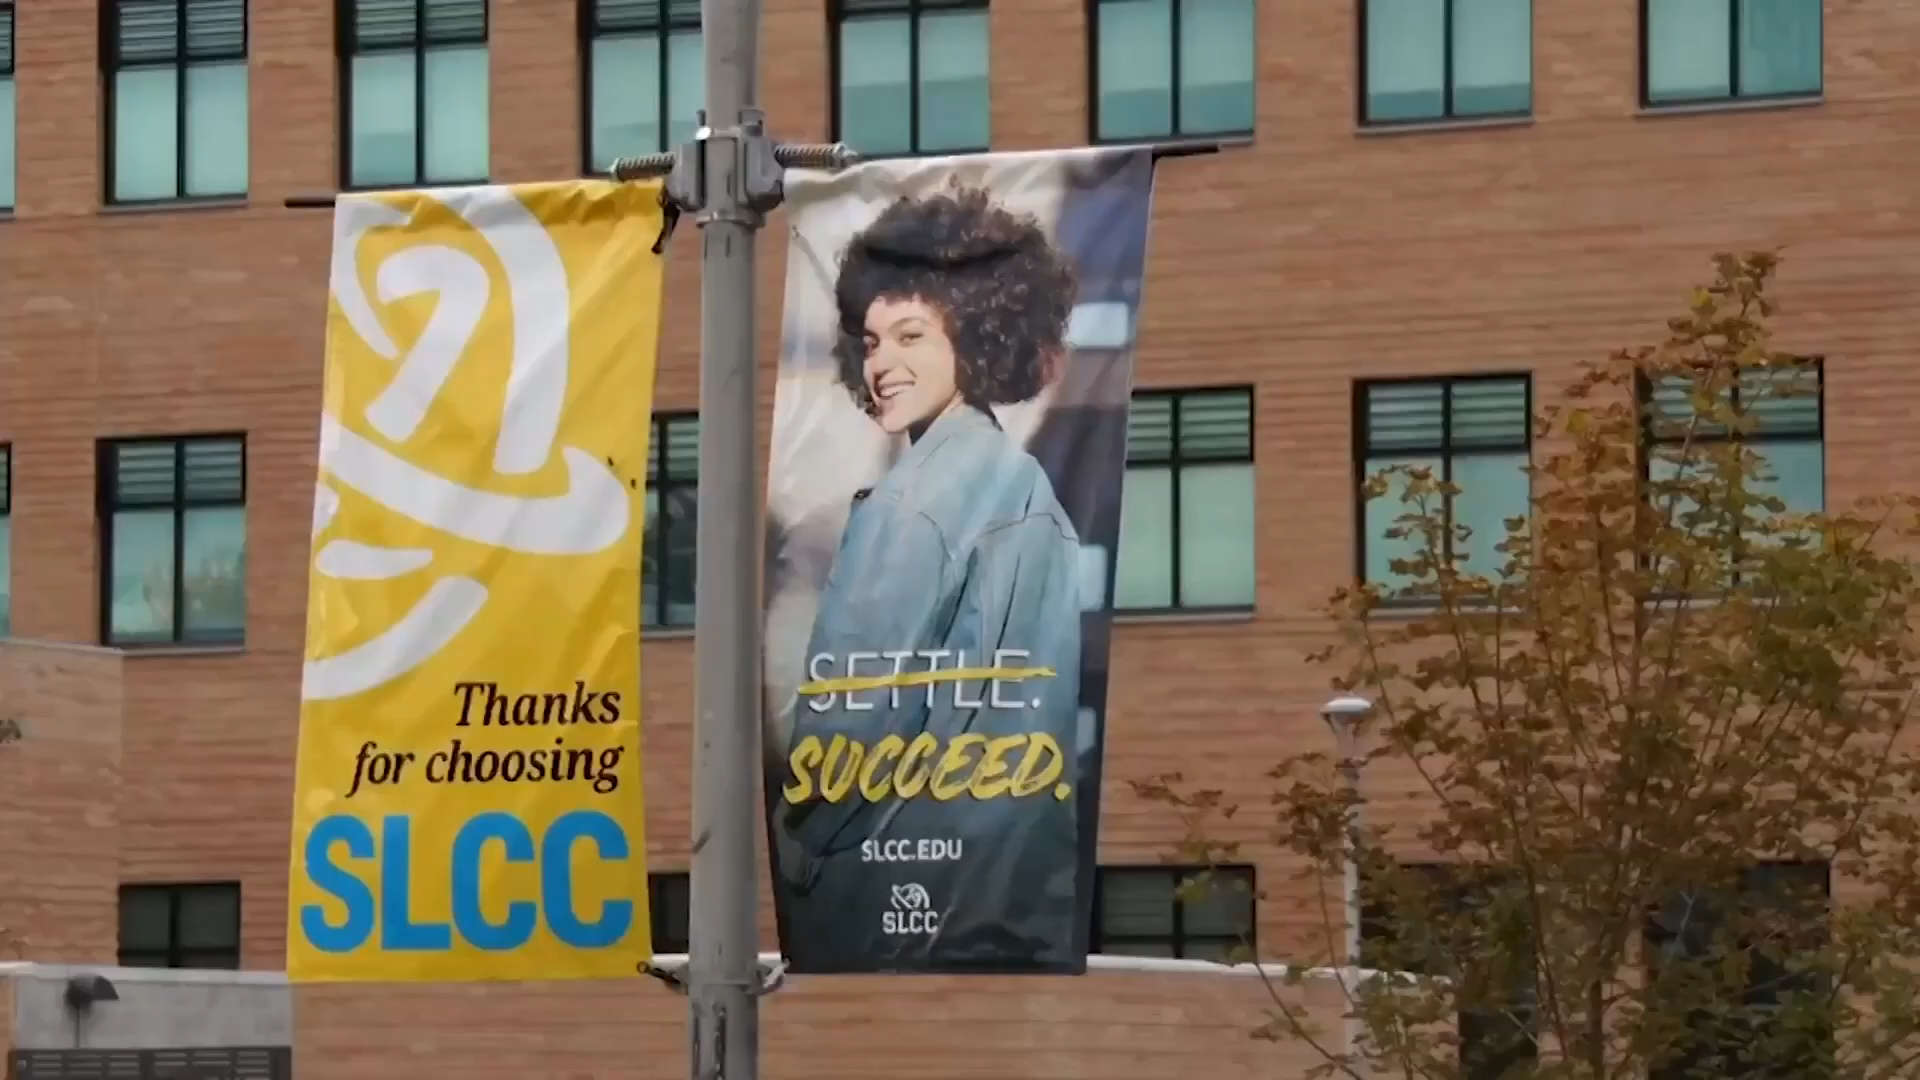 Thanks
for choosing
SLCC
SETTLE.
SUCCEED.
SLCC.EDU
SLCC